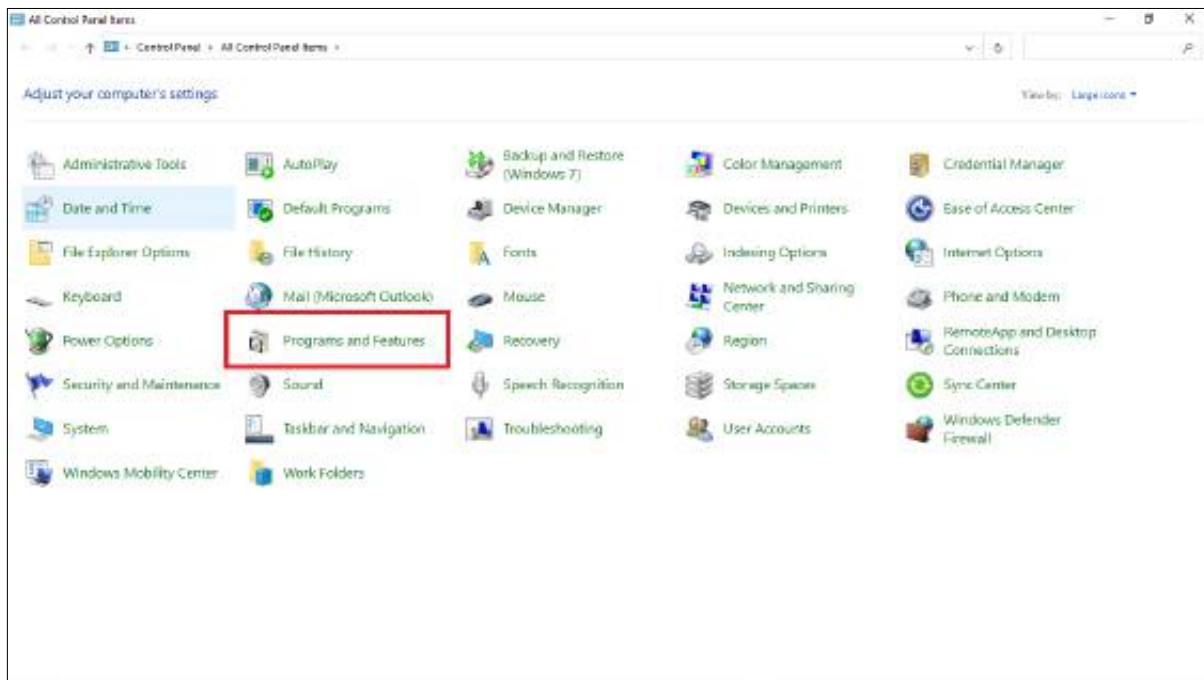 All Control Panel Items
Control Panel All Control Panel Items
Adjust your computer's settings
View by: Large icons
Administrative Tools
AutoPlay
Backup and Restore
(Windows 7)
Color Management
Credential Manager
Date and Time
Default Programs
Device Manager
Devices and Printers
Ease of Access Center
File Explorer Options
File History
Fonts
Indexing Options
Internet Options
Keyboard
Mail (Microsoft Outlook)
Mouse
Network and Sharing
Center
Phone and Modem
Power Options
Programs and Features
Recovery
Region
RemoteApp and Desktop
Connections
Security and Maintenance
Sound
Speech Recognition
Storage Spaces
Sync Center
System
Taskbar and Navigation
Troubleshooting
User Accounts
Windows Defender
Firewall
Windows Mobility Center
Work Folders